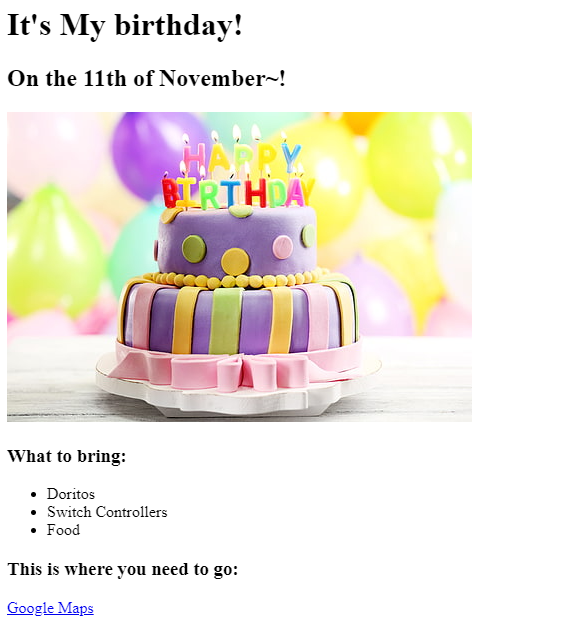 It's My birthday!
On the 11th of November~!
HAPPY
BIRTHDAY
What to bring:
Doritos
Switch Controllers
Food
This is where you need to go:
Google Maps